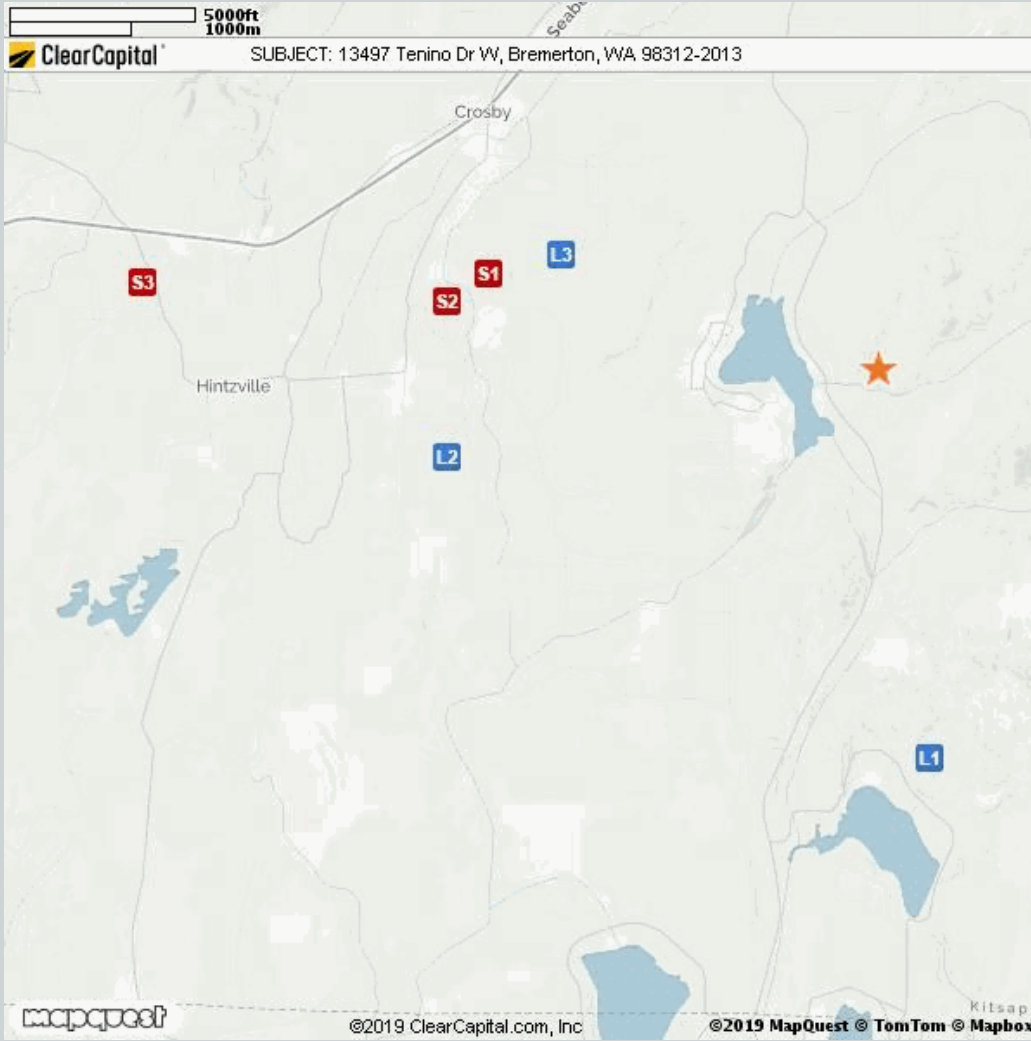 5000ft
1000m
Seabe
ClearCapital
SUBJECT: 13497 Tenino Dr W, Bremerton, WA 98312-2013
Crosby
L3
S1
S3
S2
Hintzville
L2
L1
Kitsap
mapquest
©2019 ClearCapital.com, Inc
©2019 MapQuest © TomTom © Mapbox